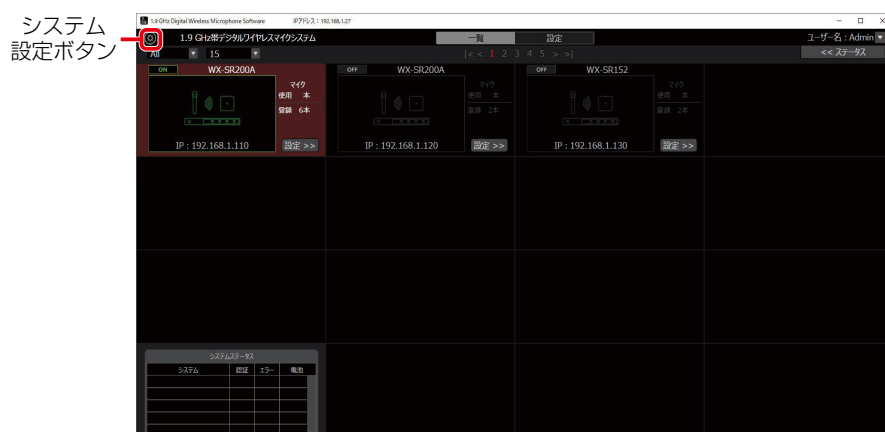 システム
設定ボタン
1.9 GHz Digital Wireless Microphone Software IPアドレス：192.168.1.27
1.9 GHz帯デジタルワイヤレスマイクシステム 一覧 設定 ユーザー名：Admin
All 15 |< < 1 2 3 4 5 > >| << ステータス
ON WX-SR200A
マイク
使用 本
登録 6本
IP : 192.168.1.110 設定 >>
OFF WX-SR200A
マイク
使用 本
登録 2本
IP : 192.168.1.120 設定 >>
OFF WX-SR152
マイク
使用 本
登録 2本
IP : 192.168.1.130 設定 >>
システムステータス
システム 認証 エラー 電池